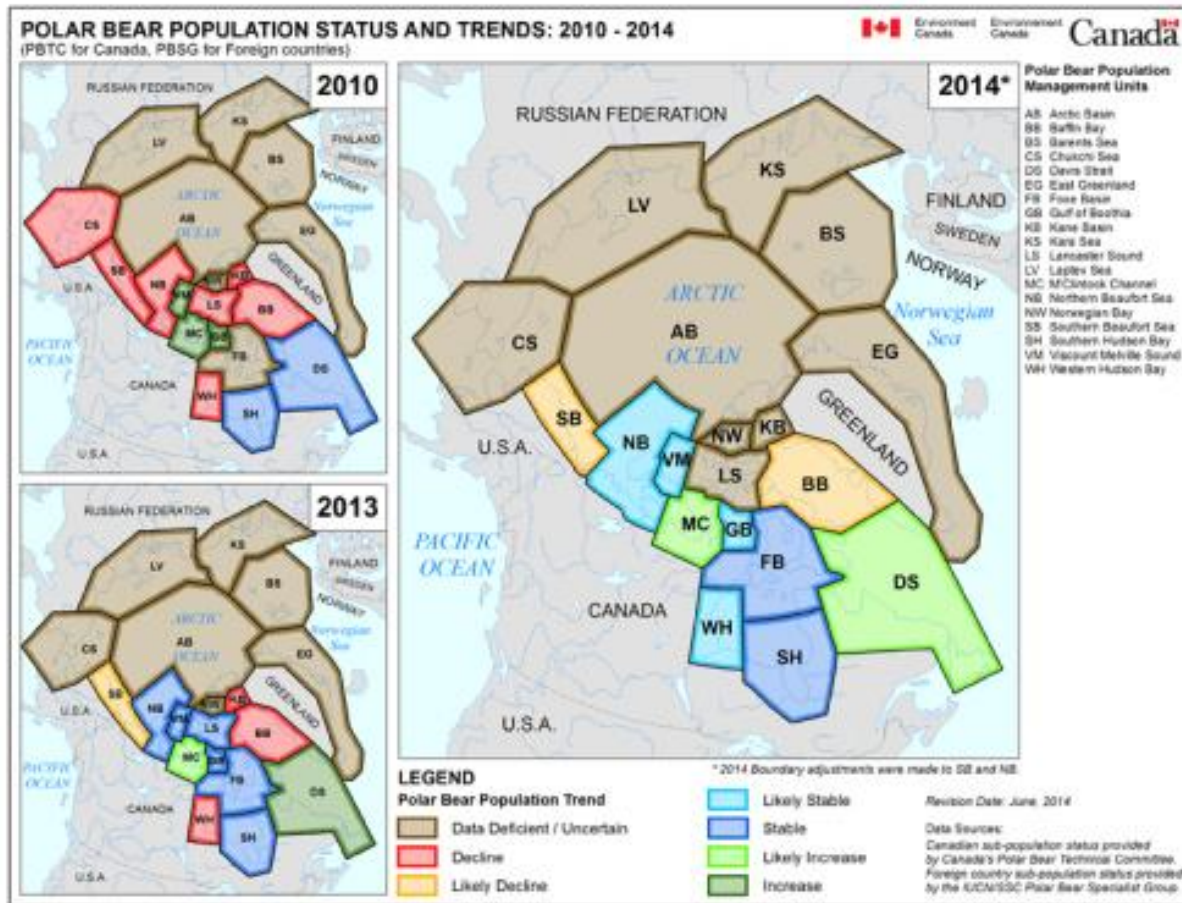 POLAR BEAR POPULATION STATUS AND TRENDS: 2010 - 2014
(PBTC for Canada, PBSG for Foreign countries)
Environment Canada
Environnement Canada
Canada
2010
RUSSIAN FEDERATION
KS
LV
BS
FINLAND
SWEDEN
NORWAY
Norwegian
Sea
ARCTIC
AB
OCEAN
CS
EG
SB
NB
GREENLAND
U.S.A.
VM
LS
BB
MC
FB
PACIFIC
OCEAN
DS
CANADA
WH
SH
U.S.A.
2013
RUSSIAN FEDERATION
KS
LV
BS
FINLAND
SWEDEN
NORWAY
Norwegian
Sea
ARCTIC
AB
OCEAN
CS
EG
SB
NB
GREENLAND
U.S.A.
VM
LS
BB
MC
FB
PACIFIC
OCEAN
DS
CANADA
WH
SH
U.S.A.
2014*
RUSSIAN FEDERATION
KS
LV
BS
FINLAND
SWEDEN
NORWAY
Norwegian
Sea
ARCTIC
AB
OCEAN
CS
EG
SB
NB
VM
NW
KB
GREENLAND
U.S.A.
LS
BB
MC
GB
FB
PACIFIC
OCEAN
DS
CANADA
WH
SH
U.S.A.
* 2014 Boundary adjustments were made to SB and NB.
Polar Bear Population
Management Units
AB Arctic Basin
BB Baffin Bay
BS Barents Sea
CS Chukchi Sea
DS Davis Strait
EG East Greenland
FB Foxe Basin
GB Gulf of Boothia
KB Kane Basin
KS Kara Sea
LS Lancaster Sound
LV Laptev Sea
MC M'Clintock Channel
NB Northern Beaufort Sea
NW Norwegian Bay
SB Southern Beaufort Sea
SH Southern Hudson Bay
VM Viscount Melville Sound
WH Western Hudson Bay
LEGEND
Polar Bear Population Trend
Data Deficient / Uncertain
Decline
Likely Decline
Likely Stable
Stable
Likely Increase
Increase
Revision Date: June, 2014
Data Sources:
Canadian sub-population status provided
by Canada's Polar Bear Technical Committee.
Foreign country sub-population status provided
by the IUCN/SSC Polar Bear Specialist Group